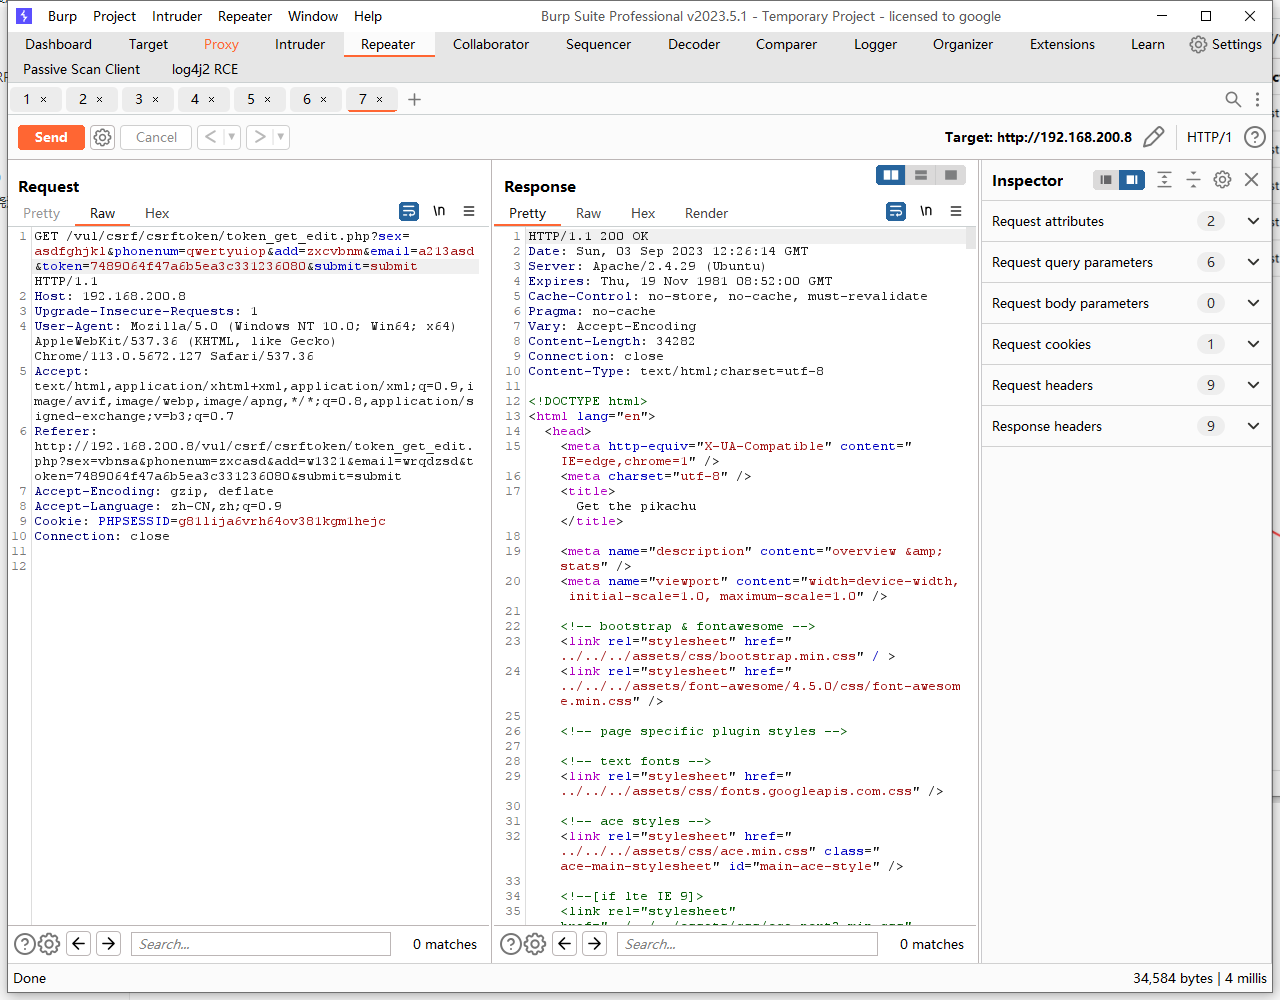 Burp Project Intruder Repeater Window Help Burp Suite Professional v2023.5.1 - Temporary Project - licensed to google
Dashboard Target Proxy Intruder Repeater Collaborator Sequencer Decoder Comparer Logger Organizer Extensions Learn Settings
Passive Scan Client log4j2 RCE
1 × 2 × 3 × 4 × 5 × 6 × 7 × +
Send Cancel < > Target: http://192.168.200.8 HTTP/1 ?
Request
Pretty Raw Hex \n
1 GET /vul/csrf/csrftoken/token_get_edit.php?sex=
asdfghjkl&phonenum=qwertyuiop&add=zxcvbnm&email=a213asd
&token=7489064f47a6b5ea3c331236080&submit=submit
HTTP/1.1
2 Host: 192.168.200.8
3 Upgrade-Insecure-Requests: 1
4 User-Agent: Mozilla/5.0 (Windows NT 10.0; Win64; x64)
AppleWebKit/537.36 (KHTML, like Gecko)
Chrome/113.0.5672.127 Safari/537.36
5 Accept:
text/html,application/xhtml+xml,application/xml;q=0.9,i
mage/avif,image/webp,image/apng,*/*;q=0.8,application/s
igned-exchange;v=b3;q=0.7
6 Referer:
http://192.168.200.8/vul/csrf/csrftoken/token_get_edit.
php?sex=vbnsa&phonenum=zxcasd&add=w1321&email=wrqdzsd&t
oken=7489064f47a6b5ea3c331236080&submit=submit
7 Accept-Encoding: gzip, deflate
8 Accept-Language: zh-CN,zh;q=0.9
9 Cookie: PHPSESSID=g811ija6vrh64ov381kgm1hejc
10 Connection: close
11
12
? Search... 0 matches
Response
Pretty Raw Hex Render \n
1 HTTP/1.1 200 OK
2 Date: Sun, 03 Sep 2023 12:26:14 GMT
3 Server: Apache/2.4.29 (Ubuntu)
4 Expires: Thu, 19 Nov 1981 08:52:00 GMT
5 Cache-Control: no-store, no-cache, must-revalidate
6 Pragma: no-cache
7 Vary: Accept-Encoding
8 Content-Length: 34282
9 Connection: close
10 Content-Type: text/html;charset=utf-8
11
12 <!DOCTYPE html>
13 <html lang="en">
14 <head>
15 <meta http-equiv="X-UA-Compatible" content="
IE=edge,chrome=1" />
16 <meta charset="utf-8" />
17 <title>
Get the pikachu
</title>
18
19 <meta name="description" content="overview &amp;
stats" />
20 <meta name="viewport" content="width=device-width,
initial-scale=1.0, maximum-scale=1.0" />
21
22 <!-- bootstrap & fontawesome -->
23 <link rel="stylesheet" href="
../../../assets/css/bootstrap.min.css" / >
24 <link rel="stylesheet" href="
../../../assets/font-awesome/4.5.0/css/font-awesom
e.min.css" />
25
26 <!-- page specific plugin styles -->
27
28 <!-- text fonts -->
29 <link rel="stylesheet" href="
../../../assets/css/fonts.googleapis.com.css" />
30
31 <!-- ace styles -->
32 <link rel="stylesheet" href="
../../../assets/css/ace.min.css" class="
ace-main-stylesheet" id="main-ace-style" />
33
34 <!--[if lte IE 9]>
35 <link rel="stylesheet"
? Search... 0 matches
Inspector
Request attributes 2
Request query parameters 6
Request body parameters 0
Request cookies 1
Request headers 9
Response headers 9
Done 34,584 bytes | 4 millis